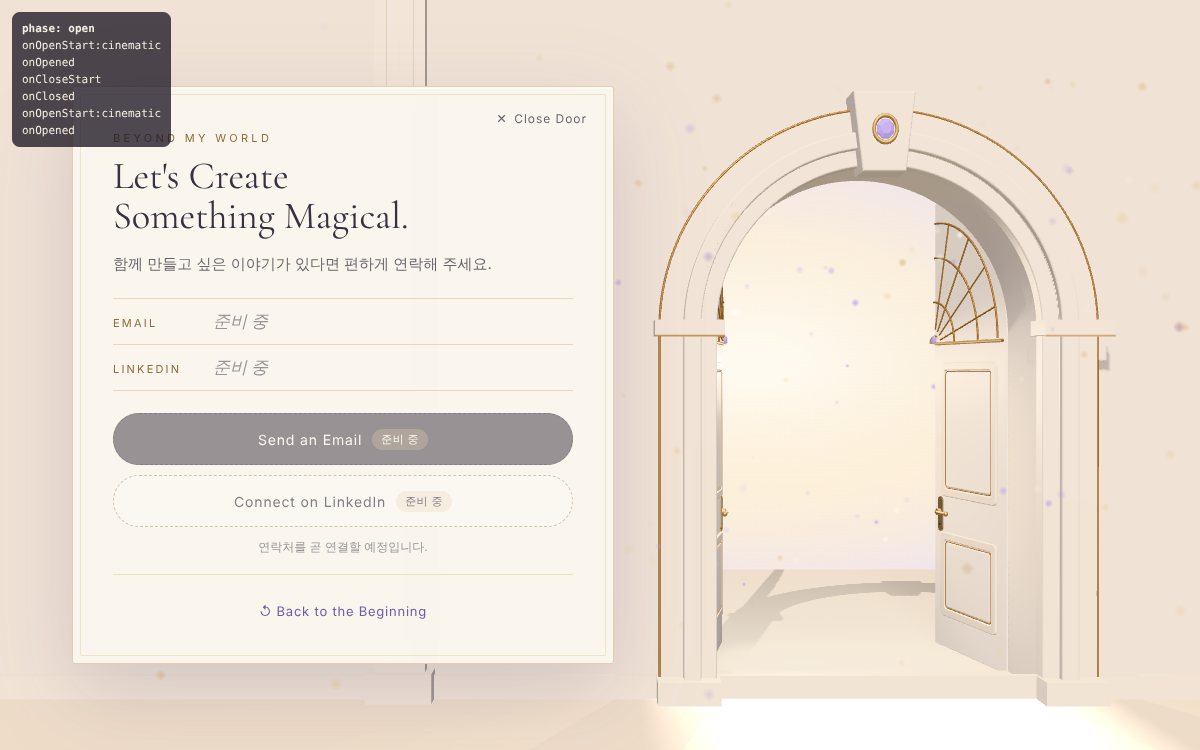 phase: open
onOpenStart:cinematic
onOpened
onCloseStart
onClosed
onOpenStart:cinematic
onOpened
✕ Close Door
BEYOND MY WORLD
Let's Create
Something Magical.
함께 만들고 싶은 이야기가 있다면 편하게 연락해 주세요.
EMAIL 준비 중
LINKEDIN 준비 중
Send an Email 준비 중
Connect on LinkedIn 준비 중
연락처를 곧 연결할 예정입니다.
↺ Back to the Beginning